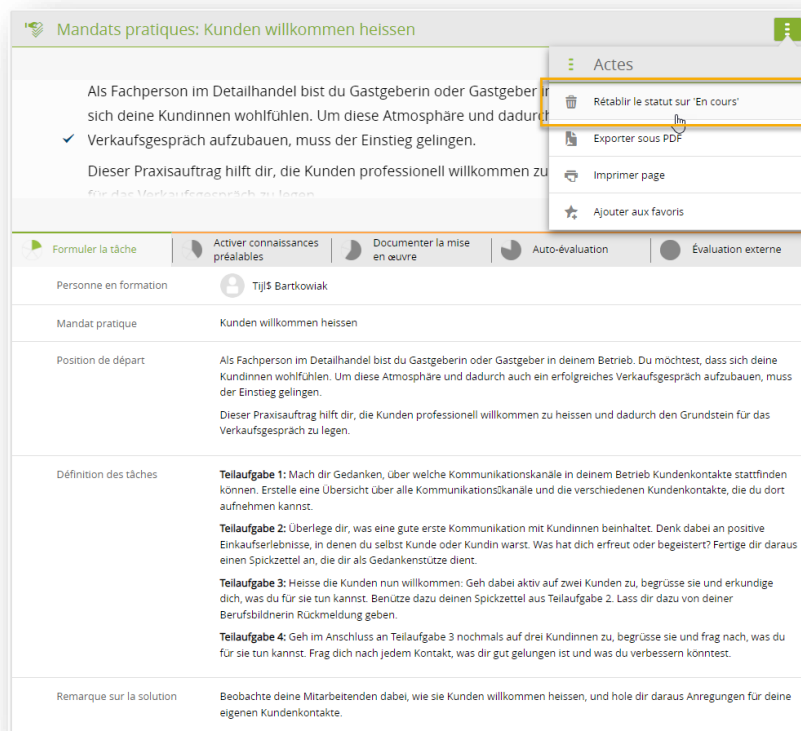 Mandats pratiques: Kunden willkommen heissen
Actes
Rétablir le statut sur 'En cours'
Exporter sous PDF
Imprimer page
Ajouter aux favoris
Als Fachperson im Detailhandel bist du Gastgeberin oder Gastgeber
sich deine Kundinnen wohlfühlen. Um diese Atmosphäre und dadurch
Verkaufsgespräch aufzubauen, muss der Einstieg gelingen.
Dieser Praxisauftrag hilft dir, die Kunden professionell willkommen zu
für das Verkaufsgespräch zu legen
Formuler la tâche
Activer connaissances
préalables
Documenter la mise
en œuvre
Auto-évaluation
Évaluation externe
Personne en formation
Tijl$ Bartkowiak
Mandat pratique
Kunden willkommen heissen
Position de départ
Als Fachperson im Detailhandel bist du Gastgeberin oder Gastgeber in deinem Betrieb. Du möchtest, dass sich deine
Kundinnen wohlfühlen. Um diese Atmosphäre und dadurch auch ein erfolgreiches Verkaufsgespräch aufzubauen, muss
der Einstieg gelingen.
Dieser Praxisauftrag hilft dir, die Kunden professionell willkommen zu heissen und dadurch den Grundstein für das
Verkaufsgespräch zu legen.
Définition des tâches
Teilaufgabe 1: Mach dir Gedanken, über welche Kommunikationskanäle in deinem Betrieb Kundenkontakte stattfinden
können. Erstelle eine Übersicht über alle Kommunikations▯kanäle und die verschiedenen Kundenkontakte, die du dort
aufnehmen kannst.
Teilaufgabe 2: Überlege dir, was eine gute erste Kommunikation mit Kundinnen beinhaltet. Denk dabei an positive
Einkaufserlebnisse, in denen du selbst Kunde oder Kundin warst. Was hat dich erfreut oder begeistert? Fertige dir daraus
einen Spickzettel an, die dir als Gedankenstütze dient.
Teilaufgabe 3: Heisse die Kunden nun willkommen: Geh dabei aktiv auf zwei Kunden zu, begrüsse sie und erkundige
dich, was du für sie tun kannst. Benütze dazu deinen Spickzettel aus Teilaufgabe 2. Lass dir dazu von deiner
Berufsbildnerin Rückmeldung geben.
Teilaufgabe 4: Geh im Anschluss an Teilaufgabe 3 nochmals auf drei Kundinnen zu, begrüsse sie und frag nach, was du
für sie tun kannst. Frag dich nach jedem Kontakt, was dir gut gelungen ist und was du verbessern könntest.
Remarque sur la solution
Beobachte deine Mitarbeitenden dabei, wie sie Kunden willkommen heissen, und hole dir daraus Anregungen für deine
eigenen Kundenkontakte.